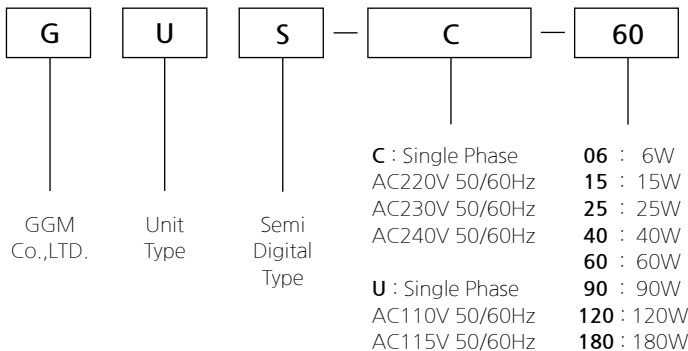 G U S — C — 60
GGM
Co.,LTD.
Unit
Type
Semi
Digital
Type
C : Single Phase
AC220V 50/60Hz
AC230V 50/60Hz
AC240V 50/60Hz
U : Single Phase
AC110V 50/60Hz
AC115V 50/60Hz
06 : 6W
15 : 15W
25 : 25W
40 : 40W
60 : 60W
90 : 90W
120 : 120W
180 : 180W